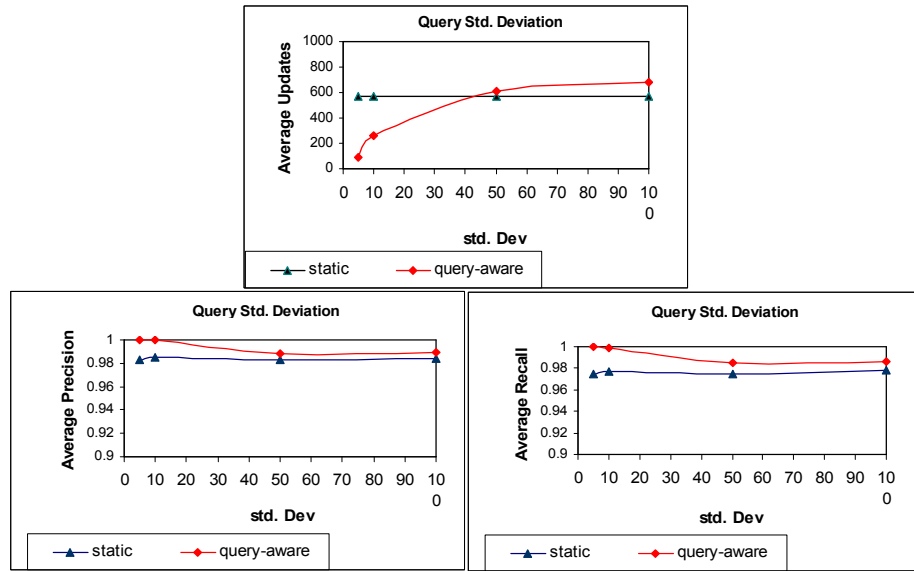 Query Std. Deviation
Average Updates
1000
800
600
400
200
0
0 10 20 30 40 50 60 70 80 90 10
0
std. Dev
static query-aware
Query Std. Deviation
Average Precision
1
0.98
0.96
0.94
0.92
0.9
0 10 20 30 40 50 60 70 80 90 10
0
std. Dev
static query-aware
Query Std. Deviation
Average Recall
1
0.98
0.96
0.94
0.92
0.9
0 10 20 30 40 50 60 70 80 90 10
0
std. Dev
static query-aware